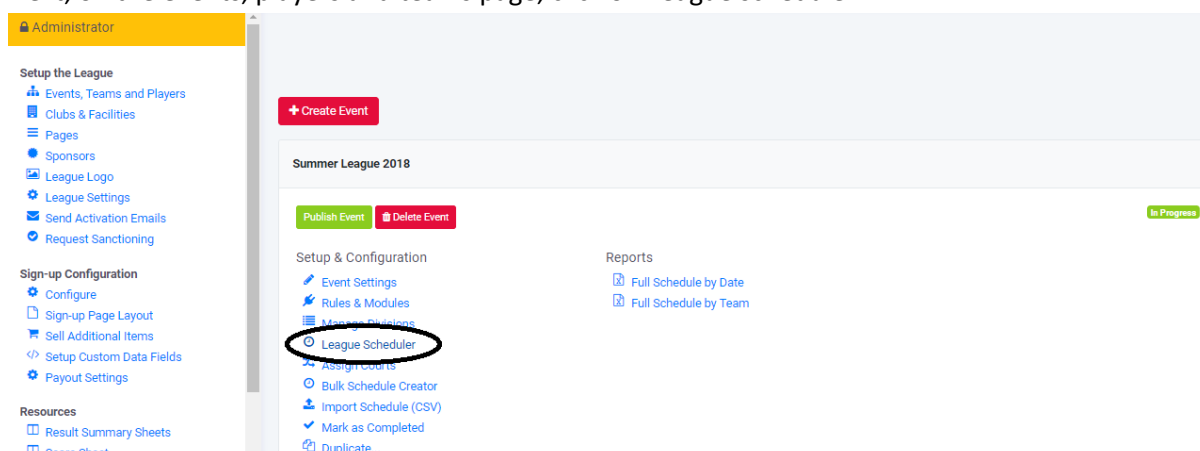 Administrator
Setup the League
Events, Teams and Players
Clubs & Facilities
Pages
Sponsors
League Logo
League Settings
Send Activation Emails
Request Sanctioning
Sign-up Configuration
Configure
Sign-up Page Layout
Sell Additional Items
Setup Custom Data Fields
Payout Settings
Resources
Result Summary Sheets
+ Create Event
Summer League 2018
Publish Event Delete Event In Progress
Setup & Configuration
Event Settings
Rules & Modules
Manage Divisions
League Scheduler
Assign Courts
Bulk Schedule Creator
Import Schedule (CSV)
Mark as Completed
Duplicate
Reports
Full Schedule by Date
Full Schedule by Team